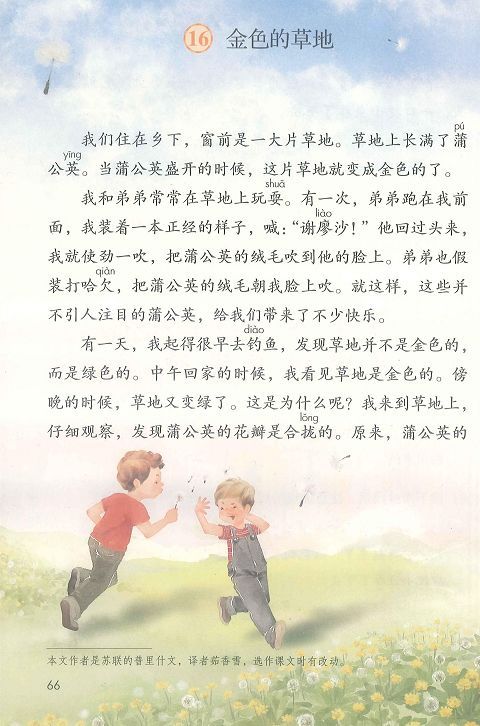 16 金色的草地
我们住在乡下，窗前是一大片草地。草地上长满了蒲
pú
公英。当蒲公英盛开的时候，这片草地就变成金色的了。
yīng
我和弟弟常常在草地上玩耍。有一次，弟弟跑在我前
shuǎ
面，我装着一本正经的样子，喊：“谢廖沙！”他回过头来，
liào
我就使劲一吹，把蒲公英的绒毛吹到他的脸上。弟弟也假
装打哈欠，把蒲公英的绒毛朝我脸上吹。就这样，这些并
qiàn
不引人注目的蒲公英，给我们带来了不少快乐。
有一天，我起得很早去钓鱼，发现草地并不是金色的，
diào
而是绿色的。中午回家的时候，我看见草地是金色的。傍
晚的时候，草地又变绿了。这是为什么呢？我来到草地上，
仔细观察，发现蒲公英的花瓣是合拢的。原来，蒲公英的
lǒng
本文作者是苏联的普里什文，译者茹香雪，选作课文时有改动。
66